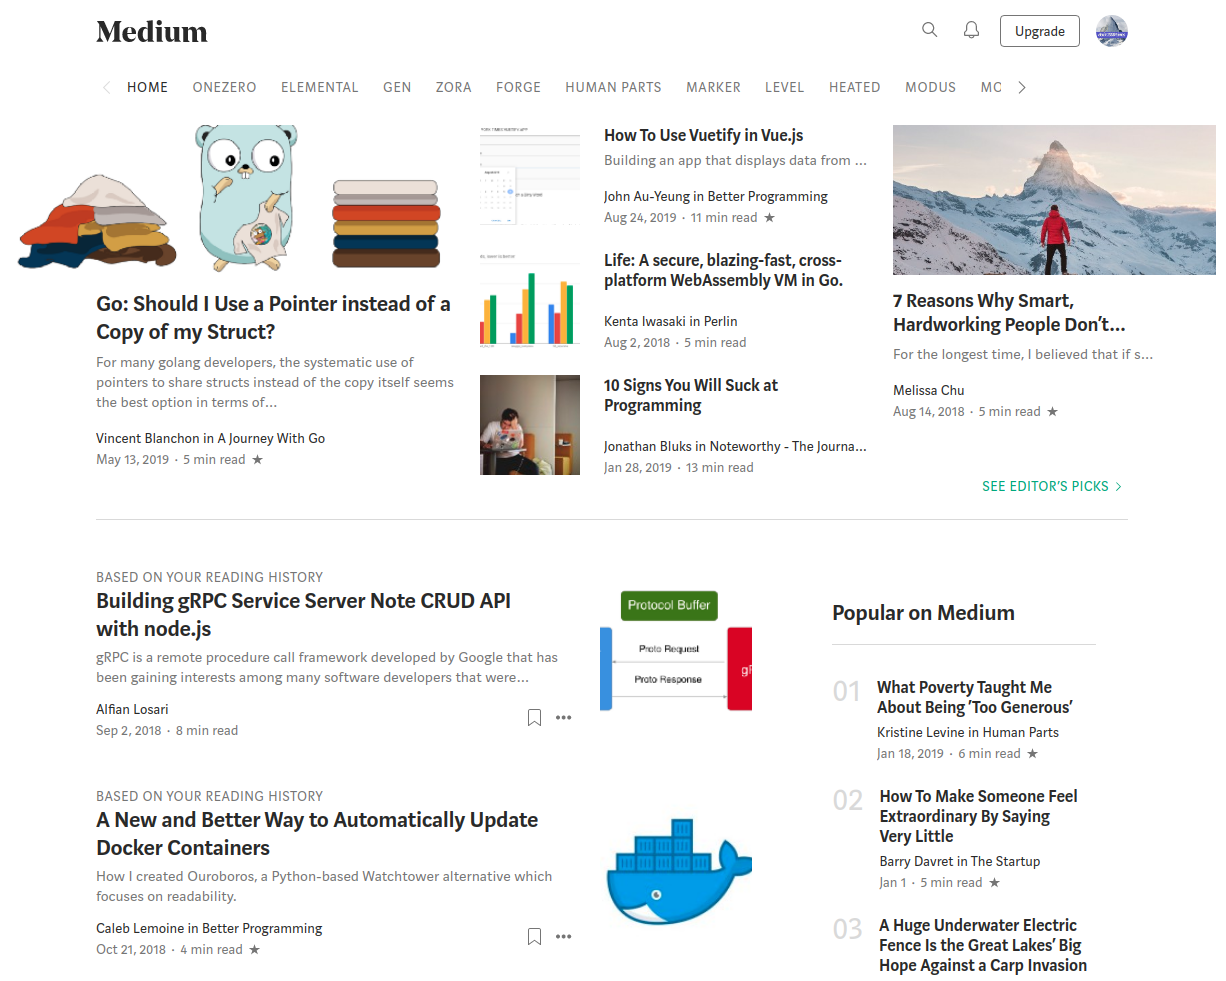 Medium
Upgrade
HOME ONEZERO ELEMENTAL GEN ZORA FORGE HUMAN PARTS MARKER LEVEL HEATED MODUS MO
Go: Should I Use a Pointer instead of a
Copy of my Struct?
For many golang developers, the systematic use of
pointers to share structs instead of the copy itself seems
the best option in terms of...
Vincent Blanchon in A Journey With Go
May 13, 2019 · 5 min read ★
How To Use Vuetify in Vue.js
Building an app that displays data from ...
John Au-Yeung in Better Programming
Aug 24, 2019 · 11 min read ★
Life: A secure, blazing-fast, cross-
platform WebAssembly VM in Go.
Kenta Iwasaki in Perlin
Aug 2, 2018 · 5 min read
10 Signs You Will Suck at
Programming
Jonathan Bluks in Noteworthy - The Journa...
Jan 28, 2019 · 13 min read
7 Reasons Why Smart,
Hardworking People Don't...
For the longest time, I believed that if s...
Melissa Chu
Aug 14, 2018 · 5 min read ★
SEE EDITOR'S PICKS
BASED ON YOUR READING HISTORY
Building gRPC Service Server Note CRUD API
with node.js
gRPC is a remote procedure call framework developed by Google that has
been gaining interests among many software developers that were...
Alfian Losari
Sep 2, 2018 · 8 min read
Protocol Buffer
Proto Request
Proto Response
gF
BASED ON YOUR READING HISTORY
A New and Better Way to Automatically Update
Docker Containers
How I created Ouroboros, a Python-based Watchtower alternative which
focuses on readability.
Caleb Lemoine in Better Programming
Oct 21, 2018 · 4 min read ★
Popular on Medium
01
What Poverty Taught Me
About Being 'Too Generous'
Kristine Levine in Human Parts
Jan 18, 2019 · 6 min read ★
02
How To Make Someone Feel
Extraordinary By Saying
Very Little
Barry Davret in The Startup
Jan 1 · 5 min read ★
03
A Huge Underwater Electric
Fence Is the Great Lakes' Big
Hope Against a Carp Invasion